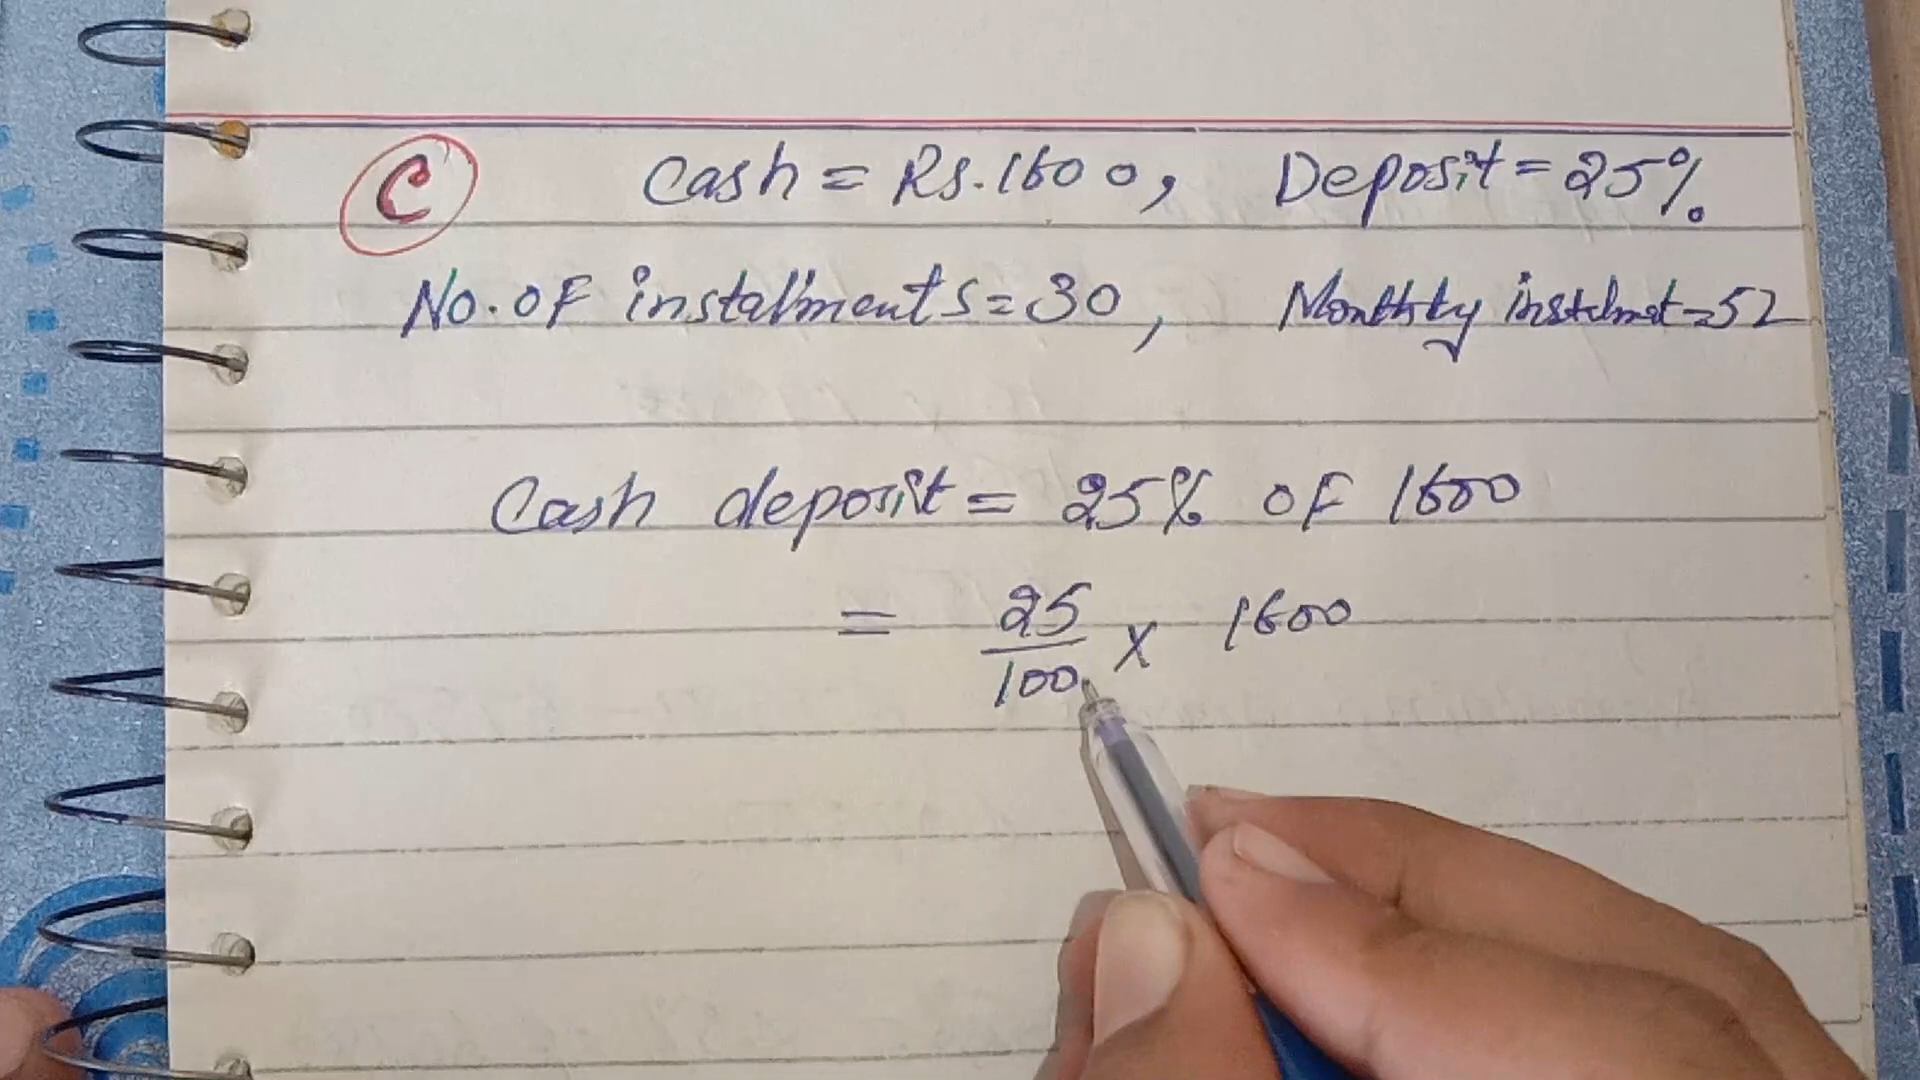 C Cash = Rs. 1600, Deposit = 25%
No. of instalments = 30, Monthly instelmet = 52
Cash deposit = 25% of 1600
= 25/100 × 1600